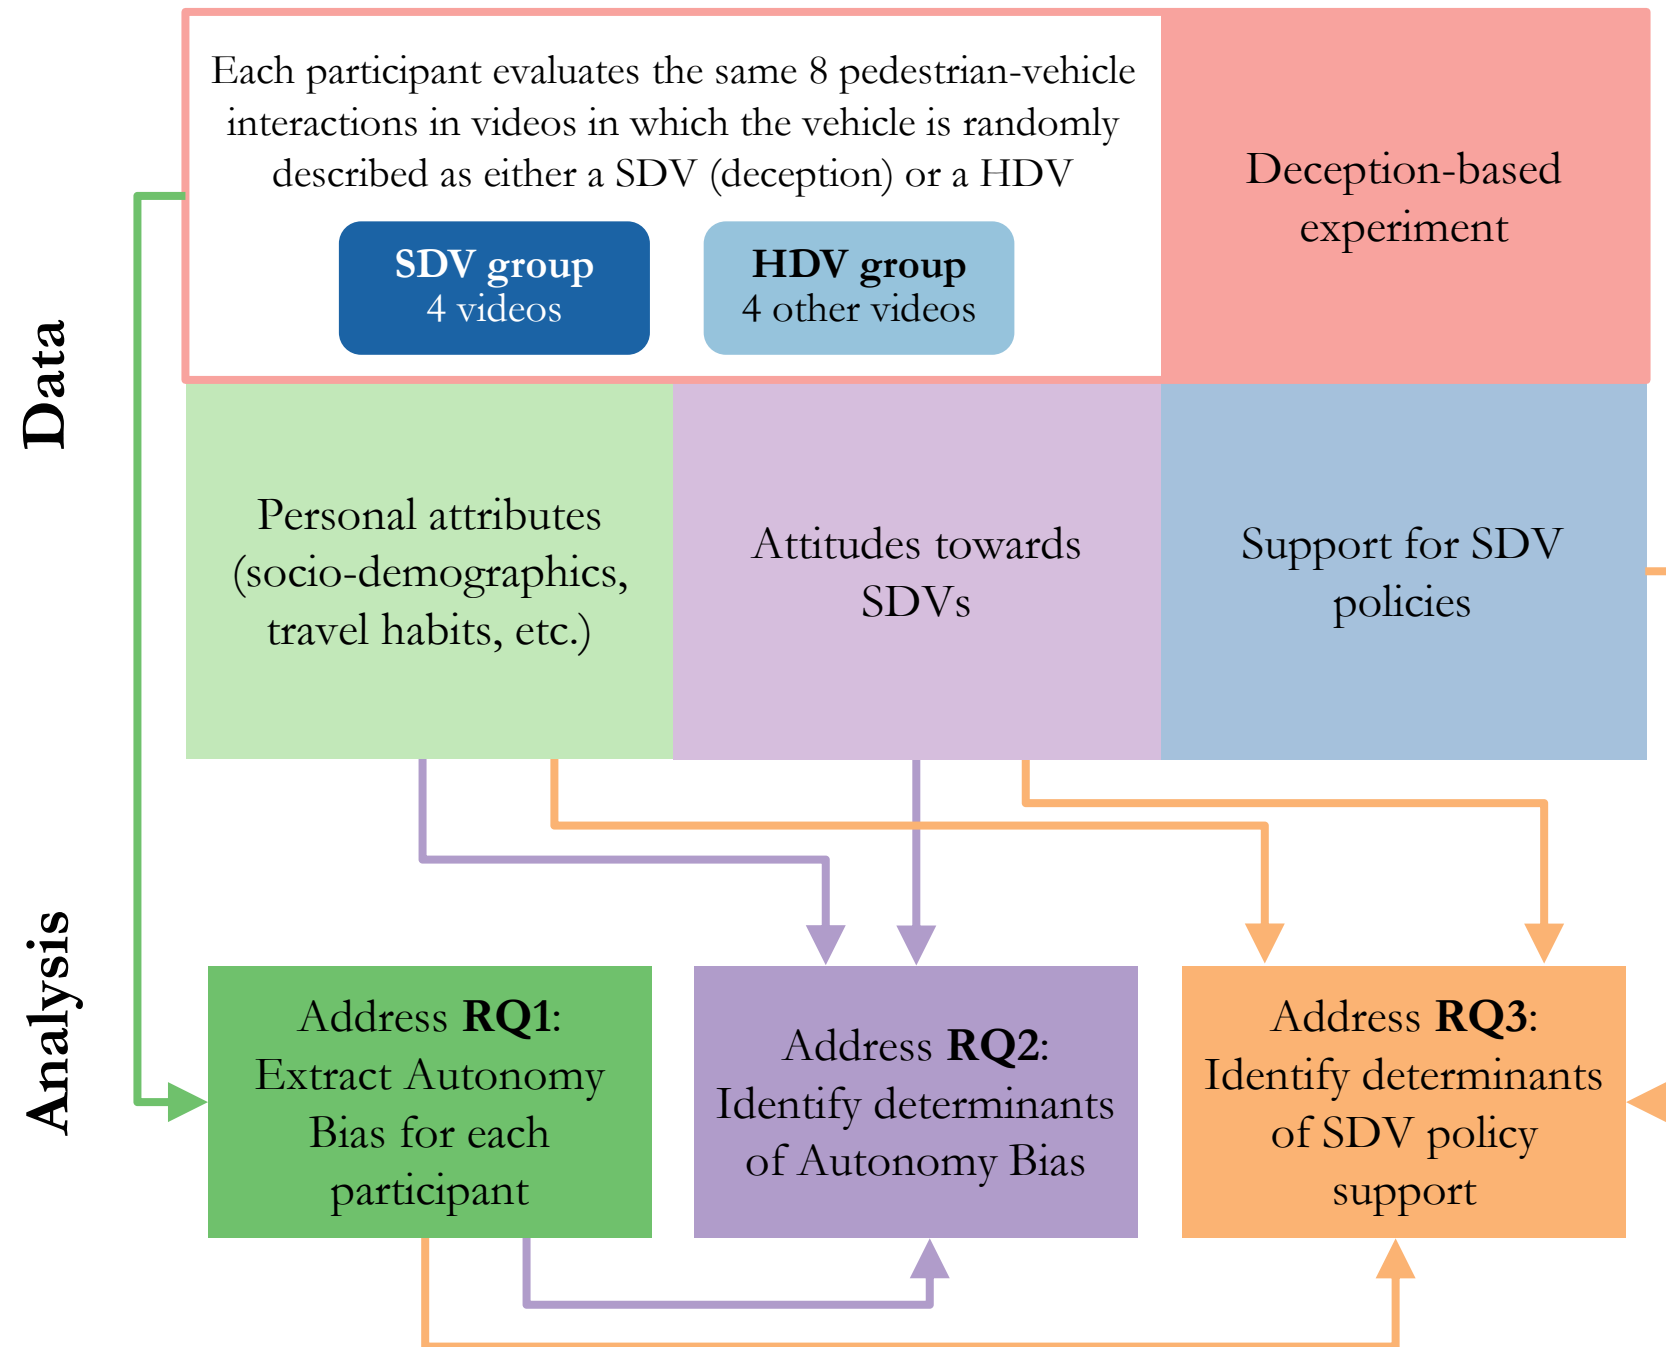 Each participant evaluates the same 8 pedestrian-vehicle
interactions in videos in which the vehicle is randomly
described as either a SDV (deception) or a HDV
SDV group
4 videos
HDV group
4 other videos
Deception-based
experiment
Data
Personal attributes
(socio-demographics,
travel habits, etc.)
Attitudes towards
SDVs
Support for SDV
policies
Analysis
Address RQ1:
Extract Autonomy
Bias for each
participant
Address RQ2:
Identify determinants
of Autonomy Bias
Address RQ3:
Identify determinants
of SDV policy
support